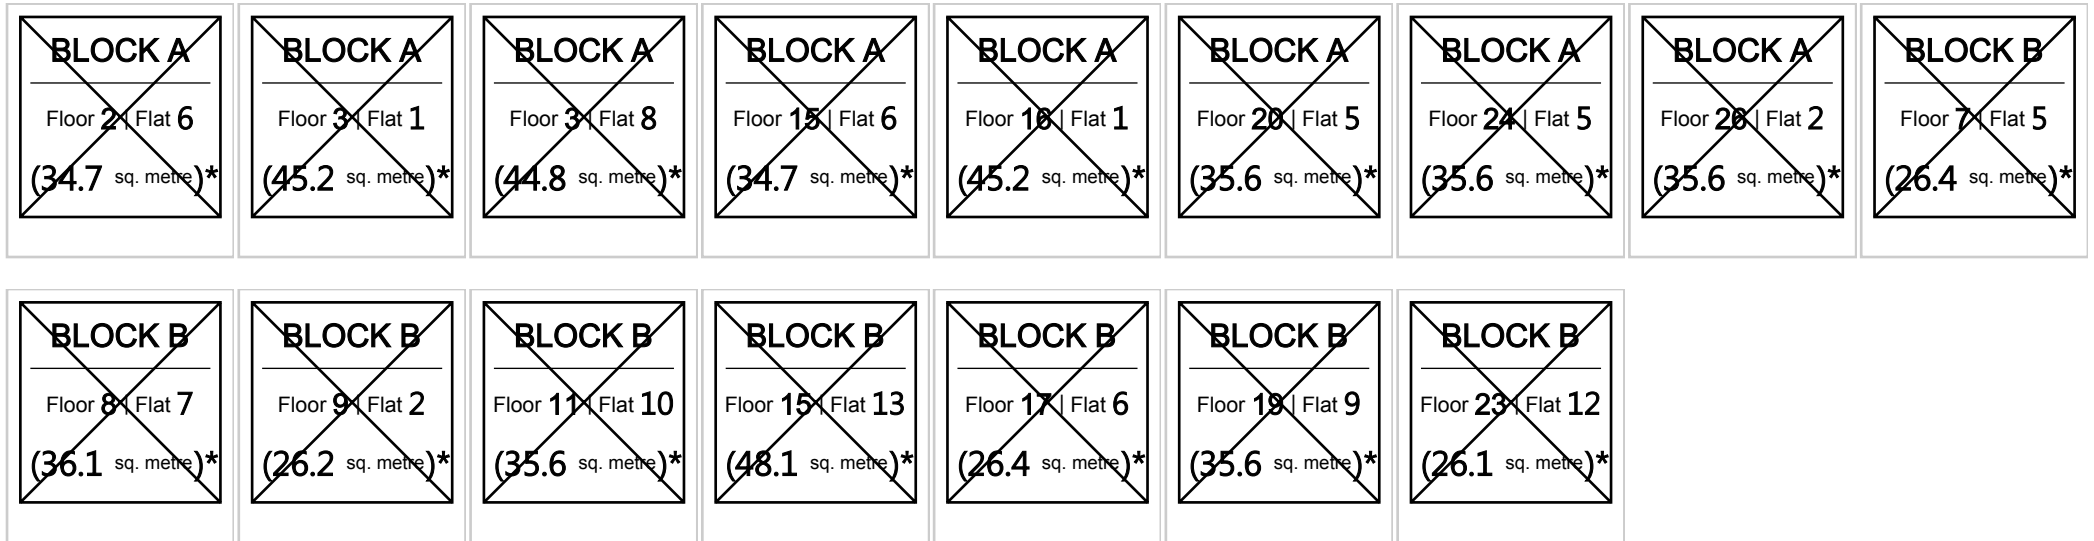 BLOCK A
Floor 2 | Flat 6
(34.7 sq. metre)*
BLOCK A
Floor 3 | Flat 1
(45.2 sq. metre)*
BLOCK A
Floor 3 | Flat 8
(44.8 sq. metre)*
BLOCK A
Floor 15 | Flat 6
(34.7 sq. metre)*
BLOCK A
Floor 16 | Flat 1
(45.2 sq. metre)*
BLOCK A
Floor 20 | Flat 5
(35.6 sq. metre)*
BLOCK A
Floor 24 | Flat 5
(35.6 sq. metre)*
BLOCK A
Floor 26 | Flat 2
(35.6 sq. metre)*
BLOCK B
Floor 7 | Flat 5
(26.4 sq. metre)*
BLOCK B
Floor 8 | Flat 7
(36.1 sq. metre)*
BLOCK B
Floor 9 | Flat 2
(26.2 sq. metre)*
BLOCK B
Floor 11 | Flat 10
(35.6 sq. metre)*
BLOCK B
Floor 15 | Flat 13
(48.1 sq. metre)*
BLOCK B
Floor 17 | Flat 6
(26.4 sq. metre)*
BLOCK B
Floor 19 | Flat 9
(35.6 sq. metre)*
BLOCK B
Floor 23 | Flat 12
(26.1 sq. metre)*